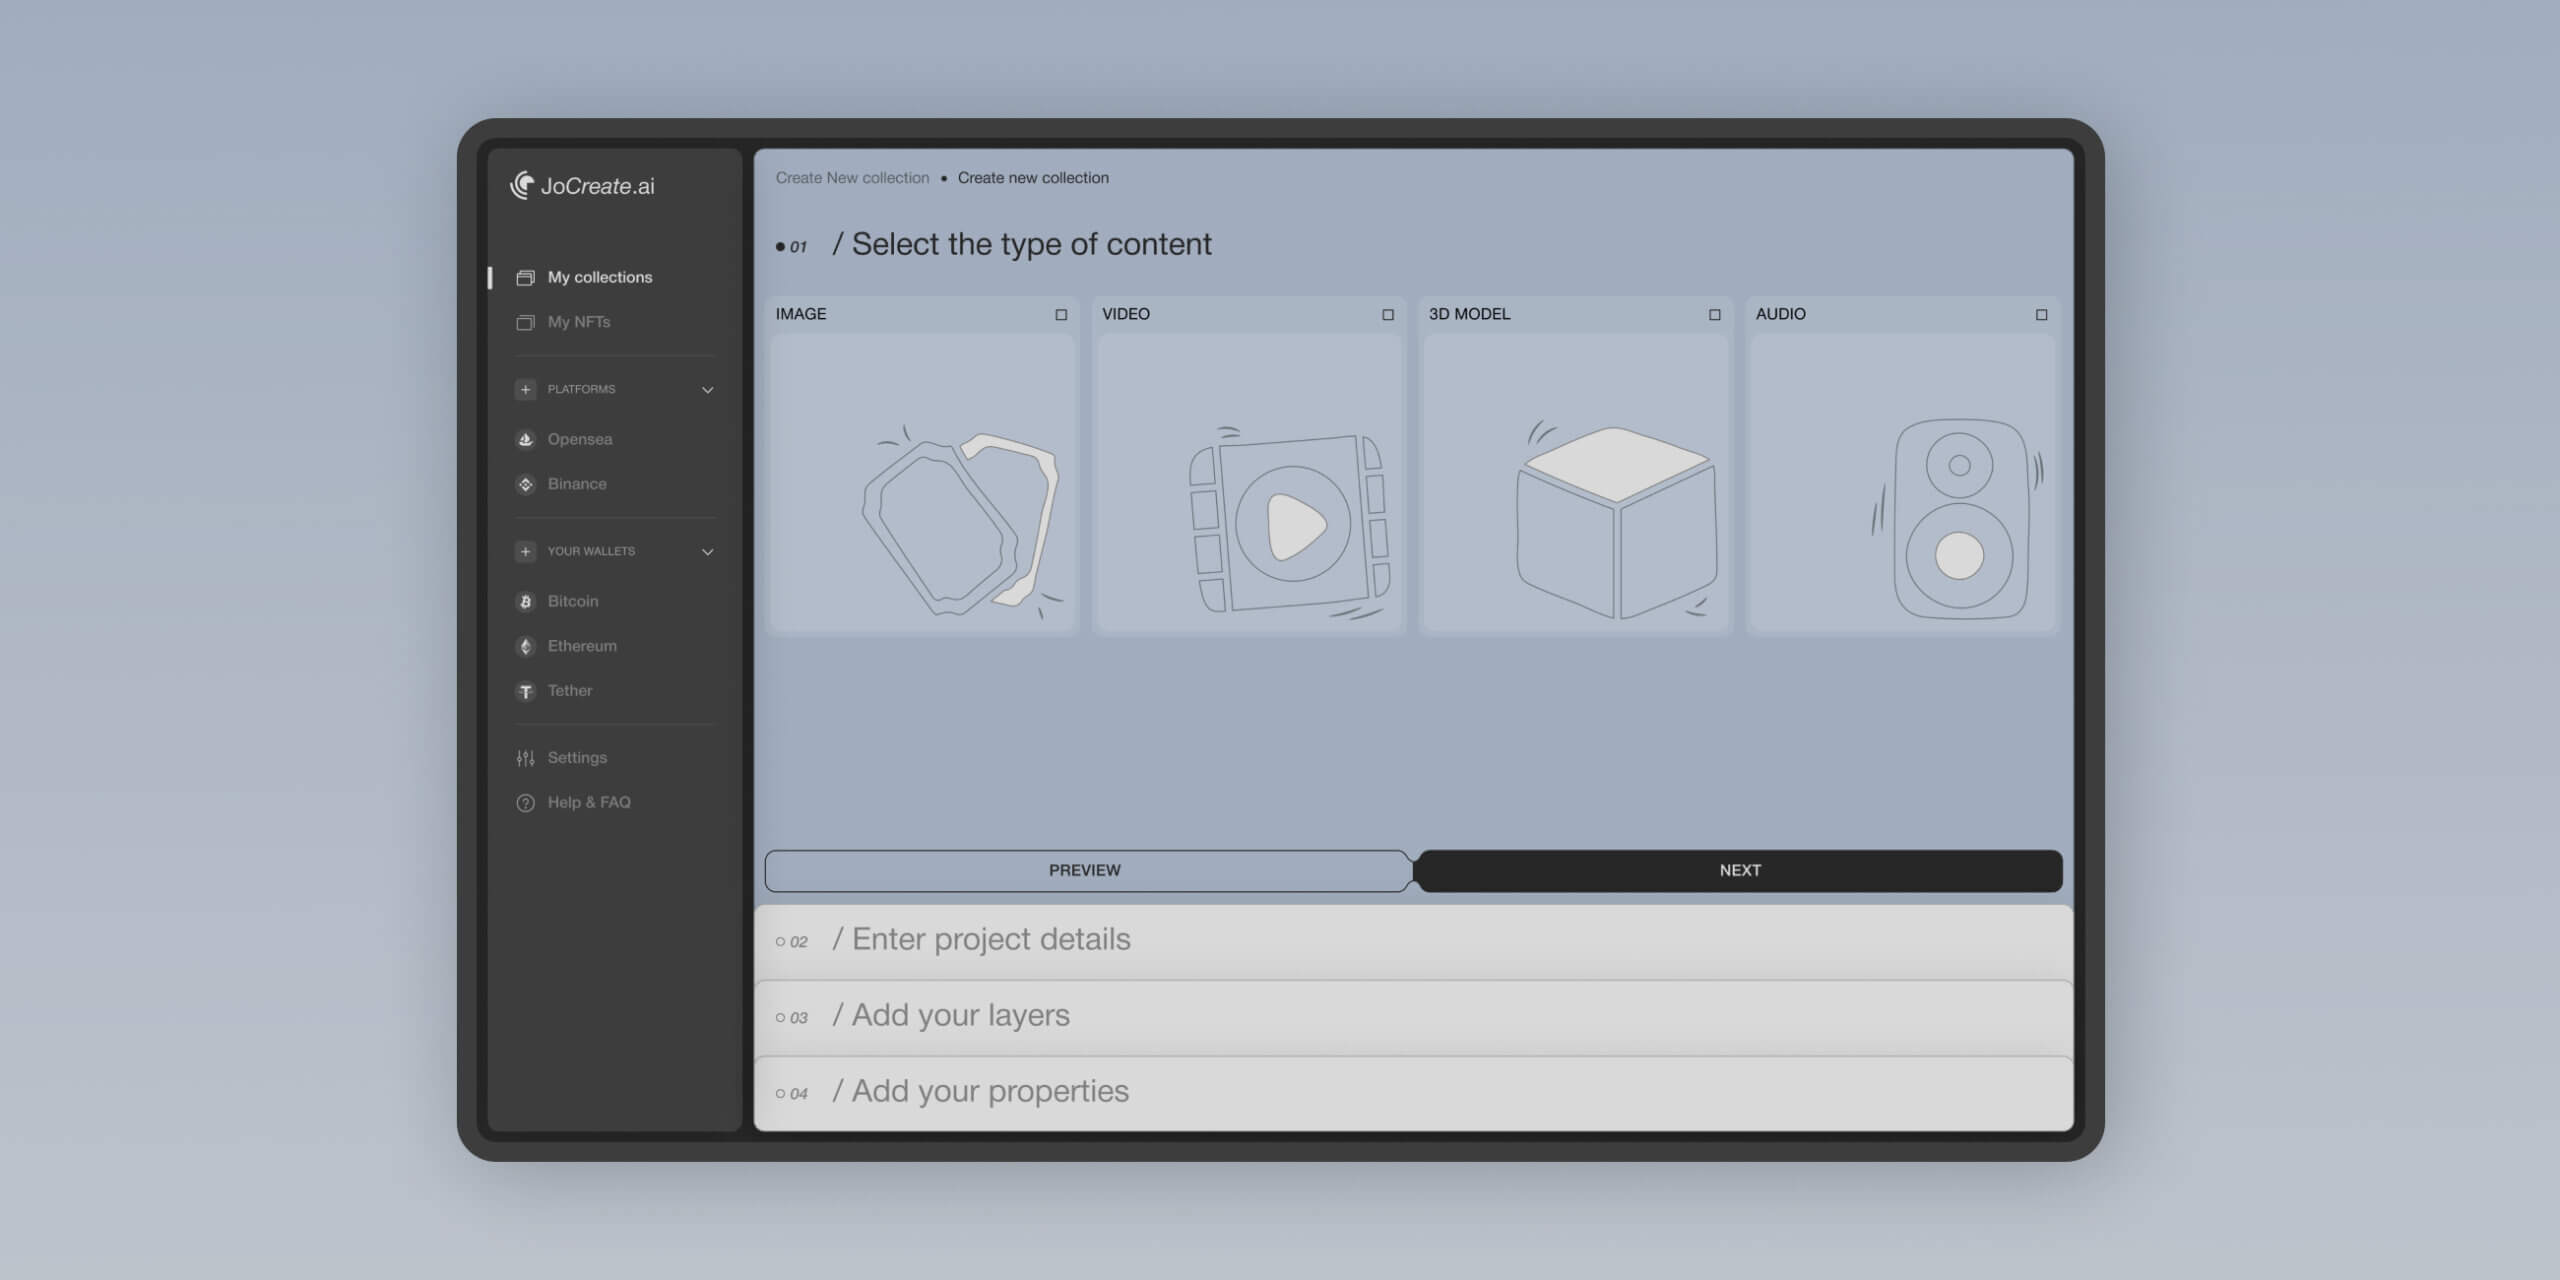 JoCreate.ai
My collections
My NFTs
PLATFORMS
Opensea
Binance
YOUR WALLETS
Bitcoin
Ethereum
Tether
Settings
Help & FAQ
Create New collection • Create new collection
01 / Select the type of content
IMAGE
VIDEO
3D MODEL
AUDIO
PREVIEW
NEXT
02 / Enter project details
03 / Add your layers
04 / Add your properties